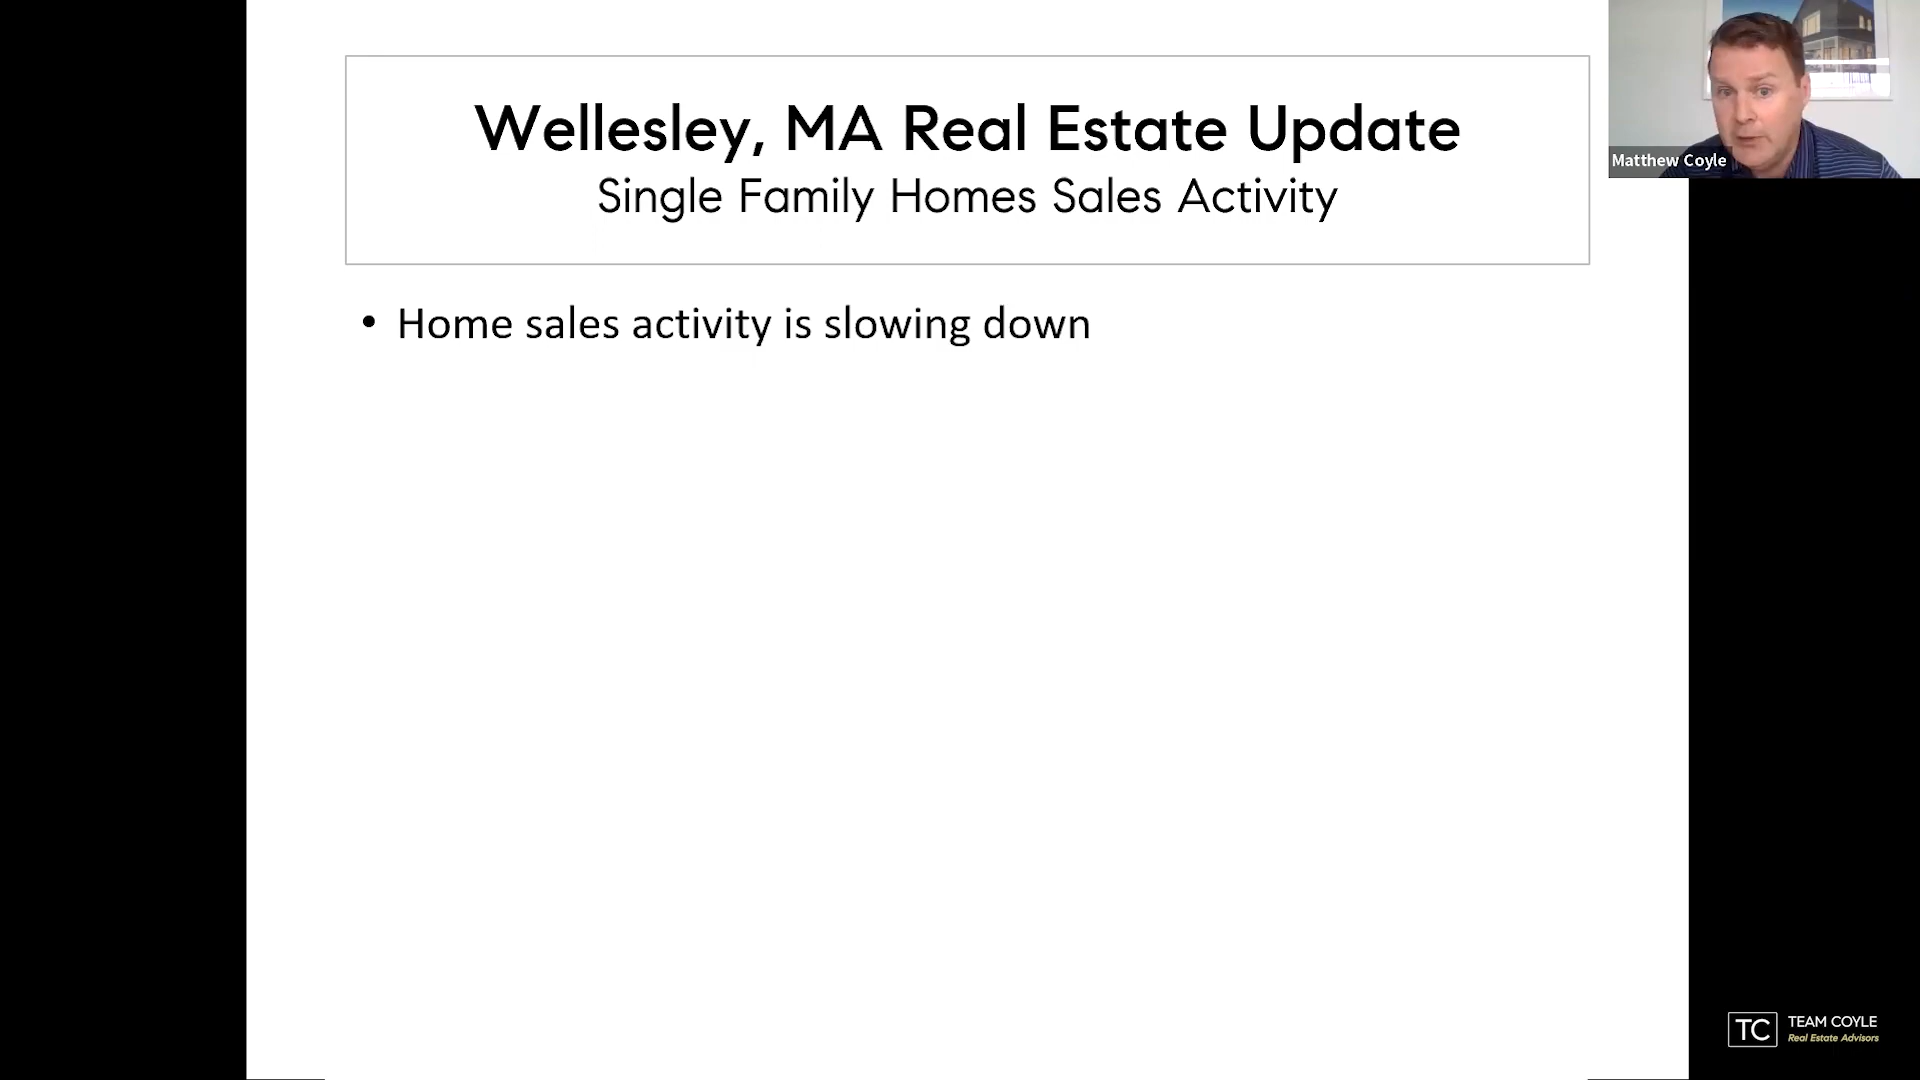 Wellesley, MA Real Estate Update
Single Family Homes Sales Activity
Matthew Coyle
• Home sales activity is slowing down
TC
TEAM COYLE
Real Estate Advisors